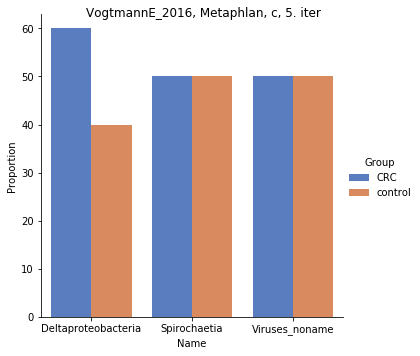 VogtmannE_2016, Metaphlan, c, 5. iter
60
50
40
30
20
10
0
Proportion
Deltaproteobacteria Spirochaetia Viruses_noname
Name
Group
CRC
control